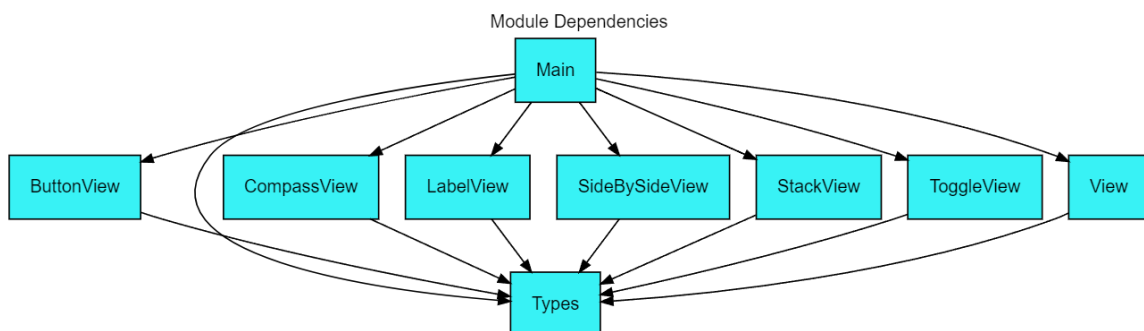 Module Dependencies
Main
ButtonView
CompassView
LabelView
SideBySideView
StackView
ToggleView
View
Types